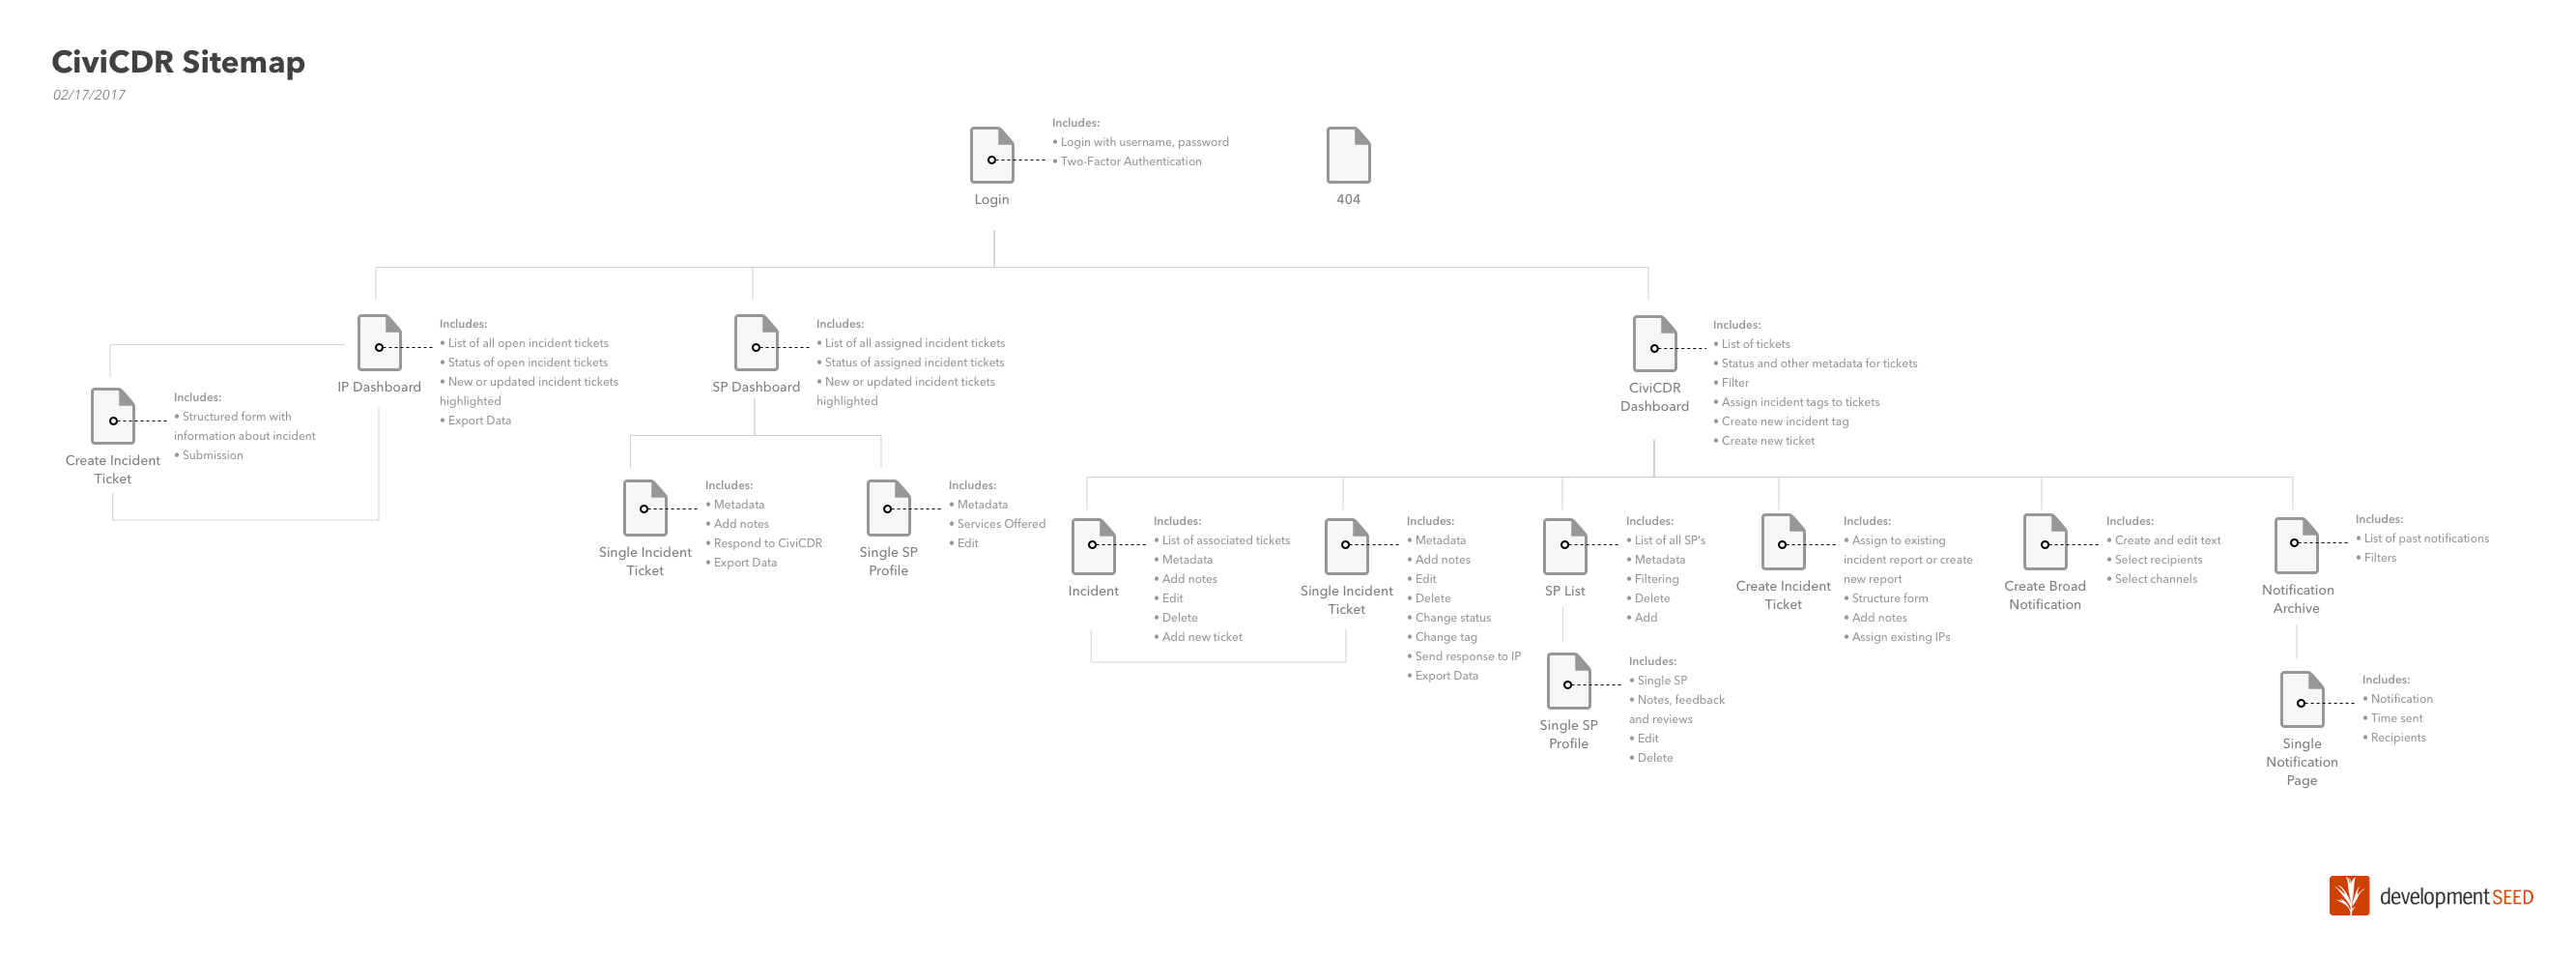 CiviCDR Sitemap
02/17/2017
Includes:
• Login with username, password
• Two-Factor Authentication
Login
404
Includes:
• List of all open incident tickets
• Status of open incident tickets
• New or updated incident tickets
highlighted
• Export Data
IP Dashboard
Includes:
• Structured form with
information about incident
• Submission
Create Incident
Ticket
Includes:
• List of all assigned incident tickets
• Status of assigned incident tickets
• New or updated incident tickets
highlighted
SP Dashboard
Includes:
• Metadata
• Add notes
• Respond to CiviCDR
• Export Data
Single Incident
Ticket
Includes:
• Metadata
• Services Offered
• Edit
Single SP
Profile
Includes:
• List of tickets
• Status and other metadata for tickets
• Filter
• Assign incident tags to tickets
• Create new incident tag
• Create new ticket
CiviCDR
Dashboard
Includes:
• List of associated tickets
• Metadata
• Add notes
• Edit
• Delete
• Add new ticket
Incident
Includes:
• Metadata
• Add notes
• Edit
• Delete
• Change status
• Change tag
• Send response to IP
• Export Data
Single Incident
Ticket
Includes:
• List of all SP's
• Metadata
• Filtering
• Delete
• Add
SP List
Includes:
• Single SP
• Notes, feedback
and reviews
• Edit
• Delete
Single SP
Profile
Includes:
• Assign to existing
incident report or create
new report
• Structure form
• Add notes
• Assign existing IPs
Create Incident
Ticket
Includes:
• Create and edit text
• Select recipients
• Select channels
Create Broad
Notification
Includes:
• List of past notifications
• Filters
Notification
Archive
Includes:
• Notification
• Time sent
• Recipients
Single
Notification
Page
developmentSEED